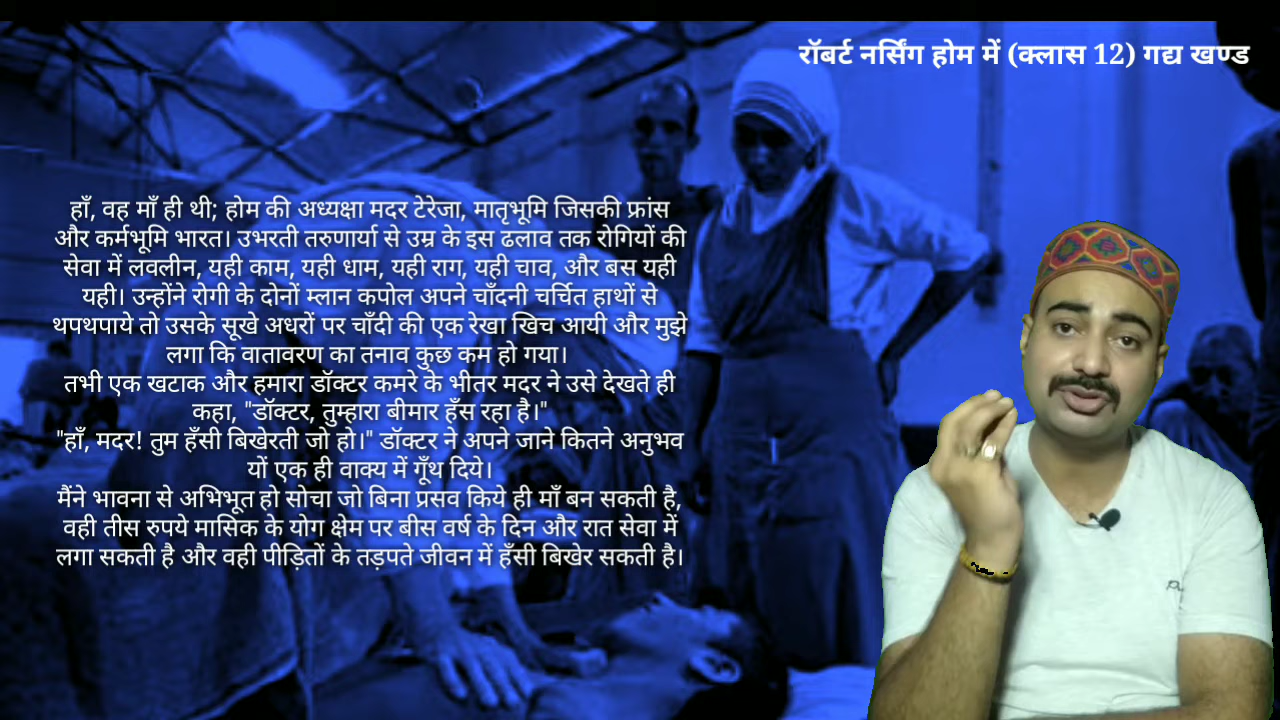 रॉबर्ट नर्सिंग होम में (क्लास 12) गद्य खण्ड
हाँ, वह माँ ही थी; होम की अध्यक्षा मदर टेरेजा, मातृभूमि जिसकी फ्रांस
और कर्मभूमि भारत। उभरती तरुणार्या से उम्र के इस ढलाव तक रोगियों की
सेवा में लवलीन, यही काम, यही धाम, यही राग, यही चाव, और बस यही
यही। उन्होंने रोगी के दोनों म्लान कपोल अपने चाँदनी चर्चित हाथों से
थपथपाये तो उसके सूखे अधरों पर चाँदी की एक रेखा खिच आयी और मुझे
लगा कि वातावरण का तनाव कुछ कम हो गया।
तभी एक खटाक और हमारा डॉक्टर कमरे के भीतर मदर ने उसे देखते ही
कहा, "डॉक्टर, तुम्हारा बीमार हँस रहा है।"
"हाँ, मदर! तुम हँसी बिखेरती जो हो।" डॉक्टर ने अपने जाने कितने अनुभव
यों एक ही वाक्य में गूँथ दिये।
मैंने भावना से अभिभूत हो सोचा जो बिना प्रसव किये ही माँ बन सकती है,
वही तीस रुपये मासिक के योग क्षेम पर बीस वर्ष के दिन और रात सेवा में
लगा सकती है और वही पीड़ितों के तड़पते जीवन में हँसी बिखेर सकती है।